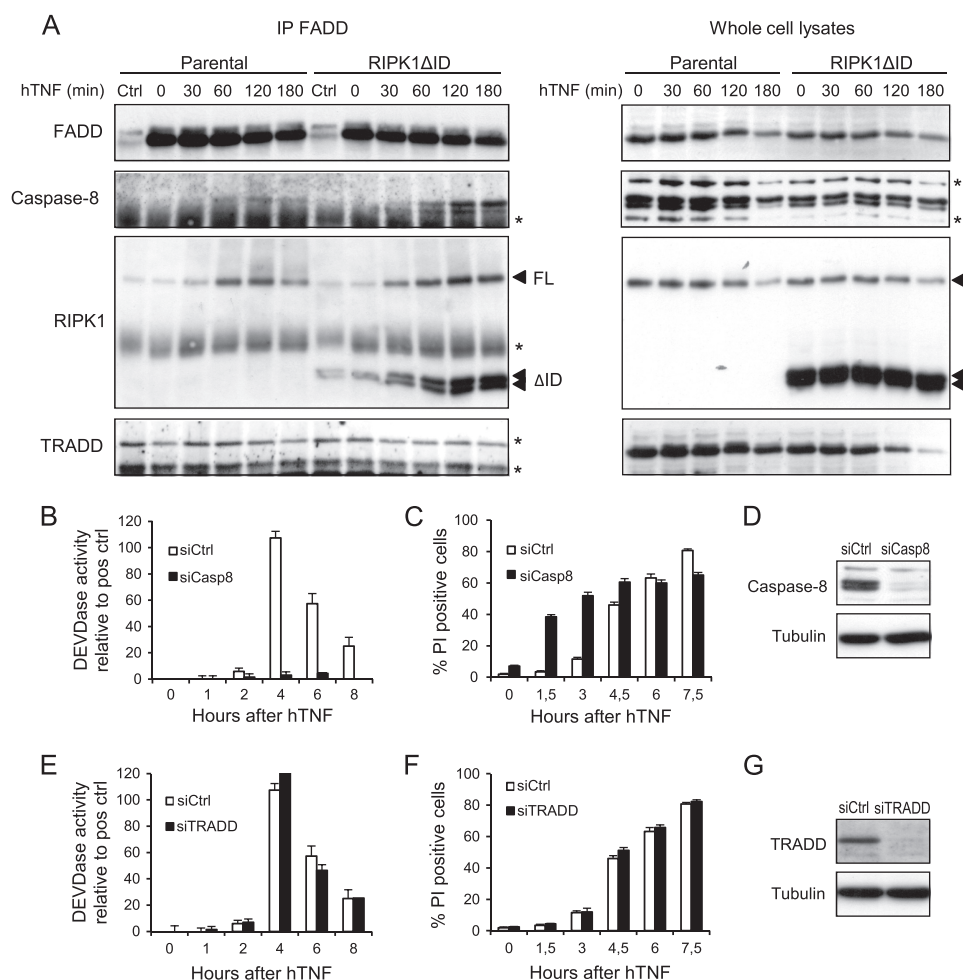 A
IP FADD
Whole cell lysates
Parental
RIPK1ΔID
Parental
RIPK1ΔID
hTNF (min) Ctrl 0 30 60 120 180 Ctrl 0 30 60 120 180
hTNF (min) 0 30 60 120 180 0 30 60 120 180
FADD
Caspase-8
*
*
*
RIPK1
FL
*
ΔID
TRADD
*
*
B
DEVDase activity
relative to pos ctrl
120
100
80
60
40
20
0
siCtrl
siCasp8
0 1 2 4 6 8
Hours after hTNF
C
% PI positive cells
100
80
60
40
20
0
siCtrl
siCasp8
0 1,5 3 4,5 6 7,5
Hours after hTNF
D
siCtrl siCasp8
Caspase-8
Tubulin
E
DEVDase activity
relative to pos ctrl
120
100
80
60
40
20
0
siCtrl
siTRADD
0 1 2 4 6 8
Hours after hTNF
F
% PI positive cells
100
80
60
40
20
0
siCtrl
siTRADD
0 1,5 3 4,5 6 7,5
Hours after hTNF
G
siCtrl siTRADD
TRADD
Tubulin